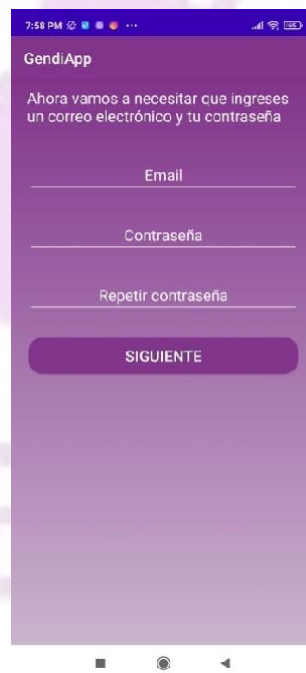 7:58 PM
GendiApp
Ahora vamos a necesitar que ingreses
un correo electrónico y tu contraseña
Email
Contraseña
Repetir contraseña
SIGUIENTE